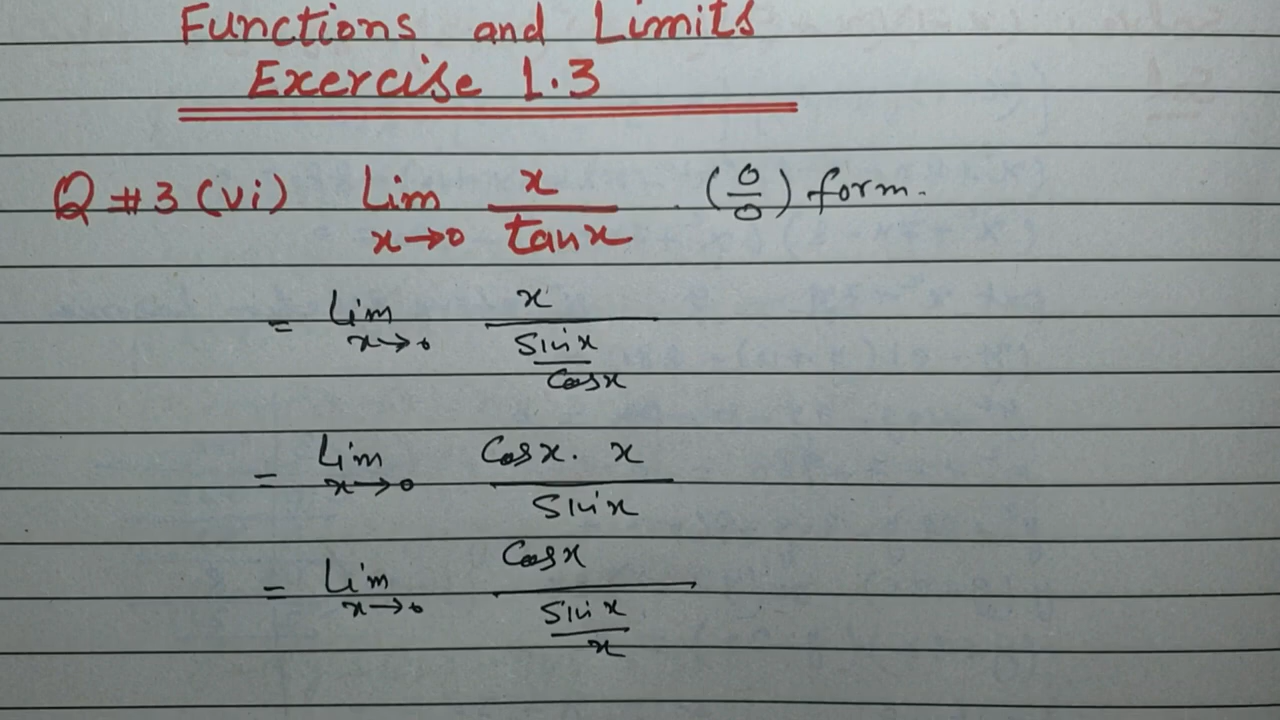 Functions and Limits
Exercise 1.3
Q # 3 (vi) Lim x→0 x/tanx (0/0) form.
= Lim x→0 x/(Sinx/Cosx)
= Lim x→0 Cosx. x/Sinx
= Lim x→0 Cosx/(Sinx/x)